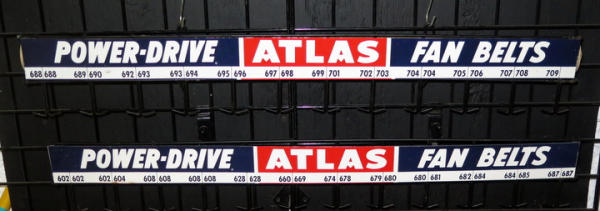 POWER-DRIVE ATLAS FAN BELTS
688 688 689 690 692 693 693 694 695 696 697 698 699 701 702 703 704 704 705 706 707 708 709
POWER-DRIVE ATLAS FAN BELTS
602 602 602 604 608 608 608 608 628 628 660 669 674 678 679 680 680 681 682 684 684 685 687 687